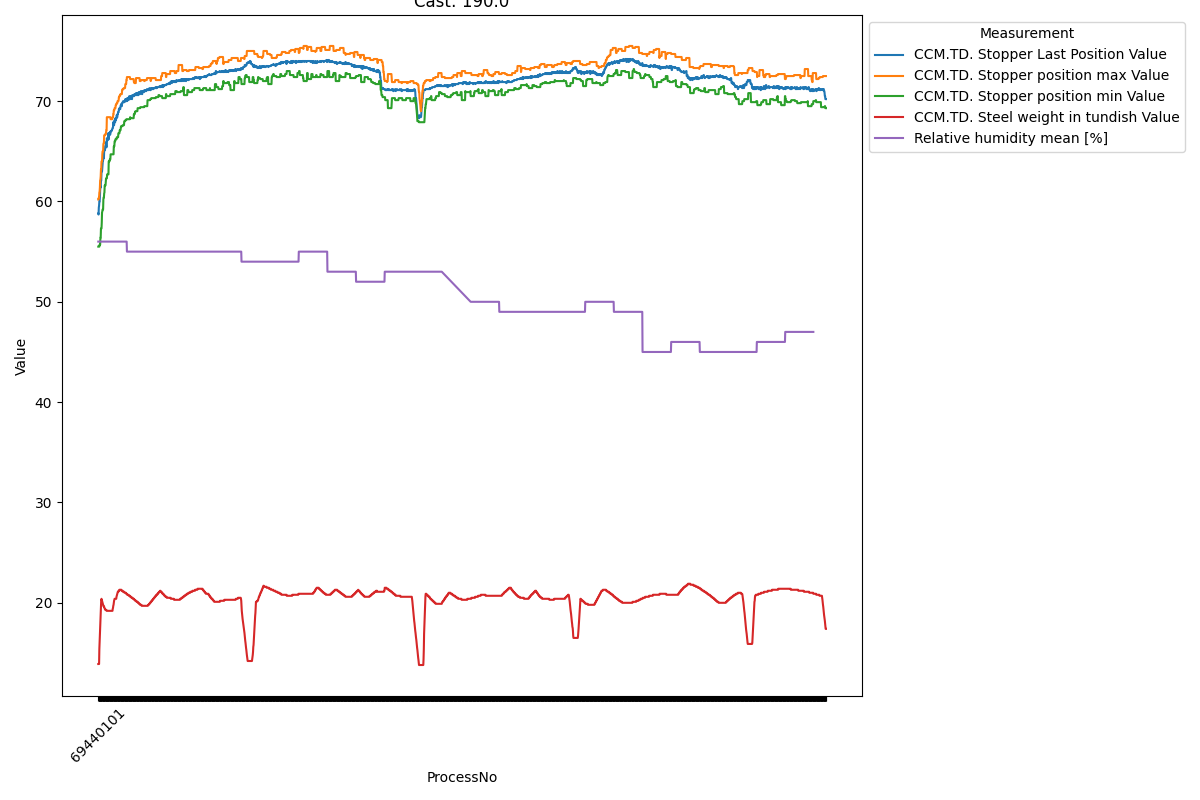 Cast: 190.0
Measurement
CCM.TD. Stopper Last Position Value
CCM.TD. Stopper position max Value
CCM.TD. Stopper position min Value
CCM.TD. Steel weight in tundish Value
Relative humidity mean [%]
Value
70
60
50
40
30
20
69440101
ProcessNo